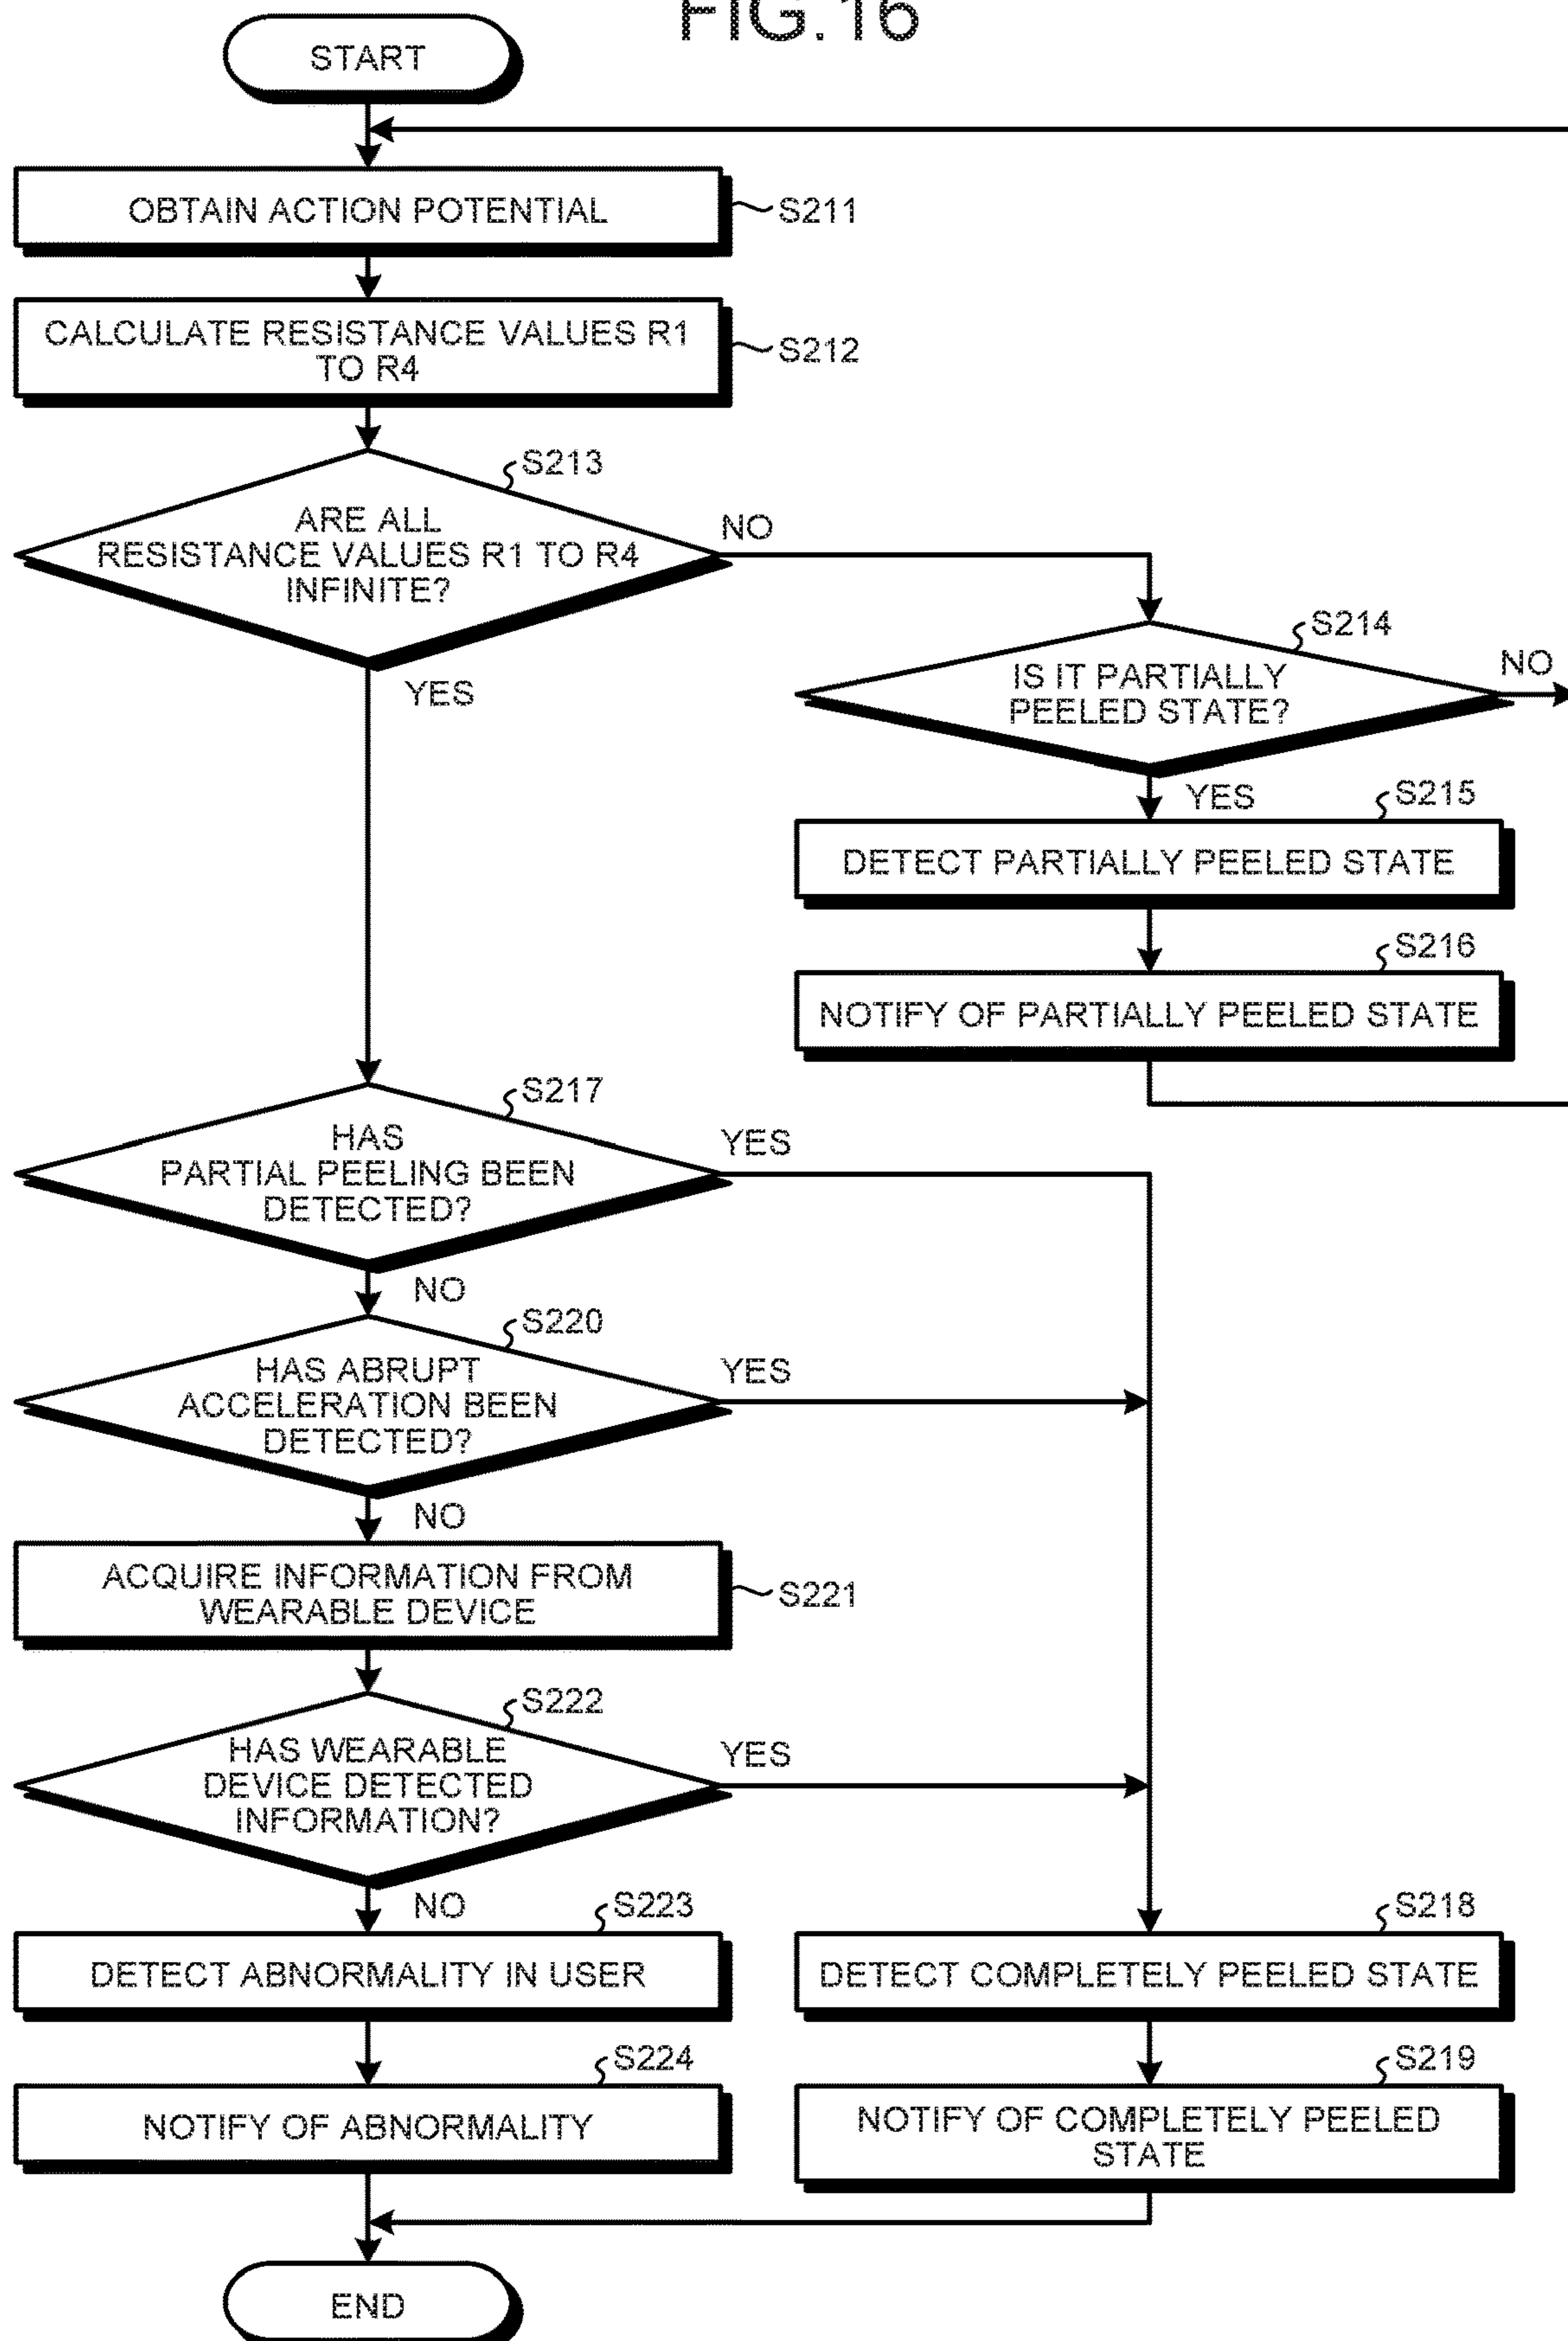 FIG.16
START
OBTAIN ACTION POTENTIAL
S211
CALCULATE RESISTANCE VALUES R1
TO R4
S212
S213
ARE ALL
RESISTANCE VALUES R1 TO R4
INFINITE?
NO
YES
S214
IS IT PARTIALLY
PEELED STATE?
NO
YES
S215
DETECT PARTIALLY PEELED STATE
S216
NOTIFY OF PARTIALLY PEELED STATE
S217
HAS
PARTIAL PEELING BEEN
DETECTED?
YES
NO
S220
HAS ABRUPT
ACCELERATION BEEN
DETECTED?
YES
NO
ACQUIRE INFORMATION FROM
WEARABLE DEVICE
S221
S222
HAS WEARABLE
DEVICE DETECTED
INFORMATION?
YES
NO
S223
DETECT ABNORMALITY IN USER
S218
DETECT COMPLETELY PEELED STATE
S224
NOTIFY OF ABNORMALITY
S219
NOTIFY OF COMPLETELY PEELED
STATE
END